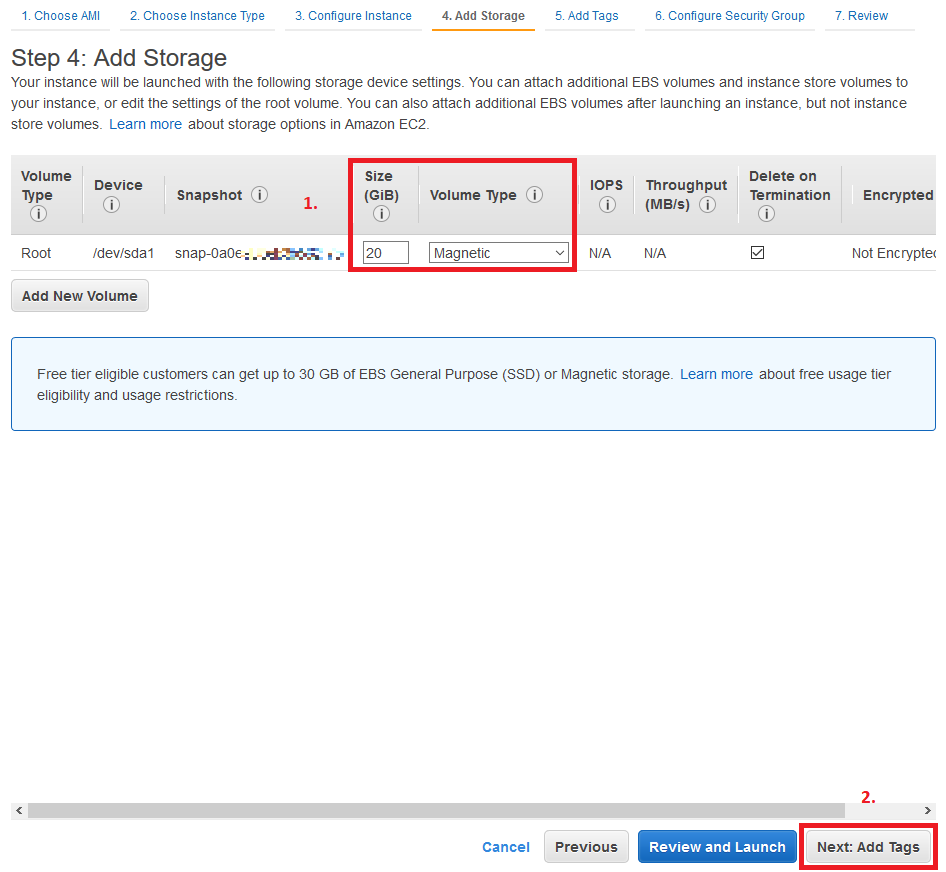 1. Choose AMI 2. Choose Instance Type 3. Configure Instance 4. Add Storage 5. Add Tags 6. Configure Security Group 7. Review
Step 4: Add Storage
Your instance will be launched with the following storage device settings. You can attach additional EBS volumes and instance store volumes to
your instance, or edit the settings of the root volume. You can also attach additional EBS volumes after launching an instance, but not instance
store volumes. Learn more about storage options in Amazon EC2.
Volume Type Device Snapshot 1. Size (GiB) Volume Type IOPS Throughput (MB/s) Delete on Termination Encrypted
Root /dev/sda1 snap-0a0e 20 Magnetic N/A N/A Not Encrypted
Add New Volume
Free tier eligible customers can get up to 30 GB of EBS General Purpose (SSD) or Magnetic storage. Learn more about free usage tier
eligibility and usage restrictions.
2.
Cancel Previous Review and Launch Next: Add Tags